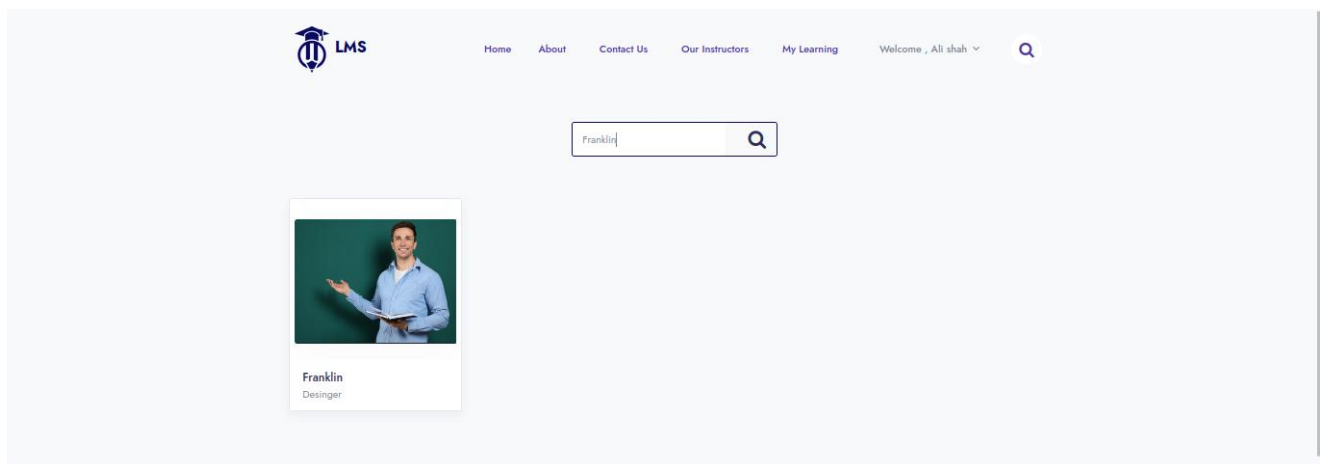 LMS
Home About Contact Us Our Instructors My Learning Welcome , Ali shah
Franklin
Franklin
Desinger